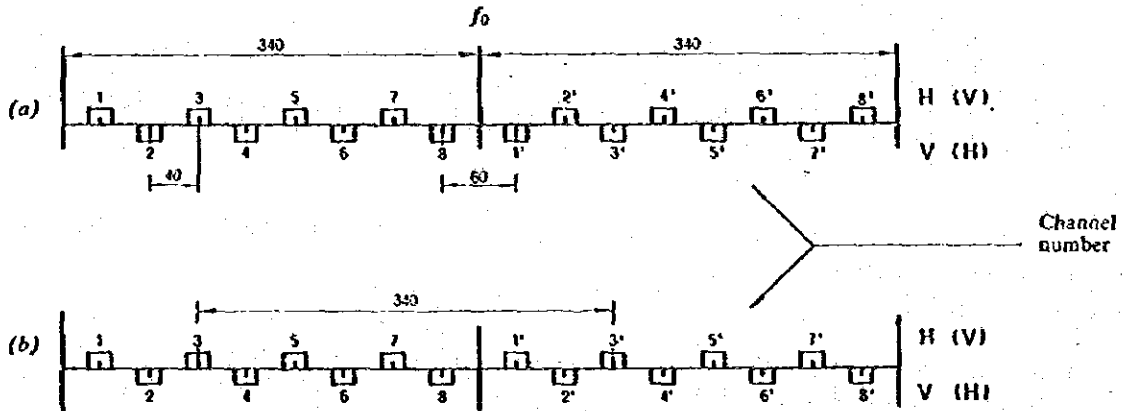 f₀
340 340
(a) 1 3 5 7 2' 4' 6' 8' H (V)
2 4 6 8 1' 3' 5' 7' V (H)
40 60
Channel
number
340
(b) 1 3 5 7 1' 3' 5' 7' H (V)
2 4 6 8 2' 4' 6' 8' V (H)